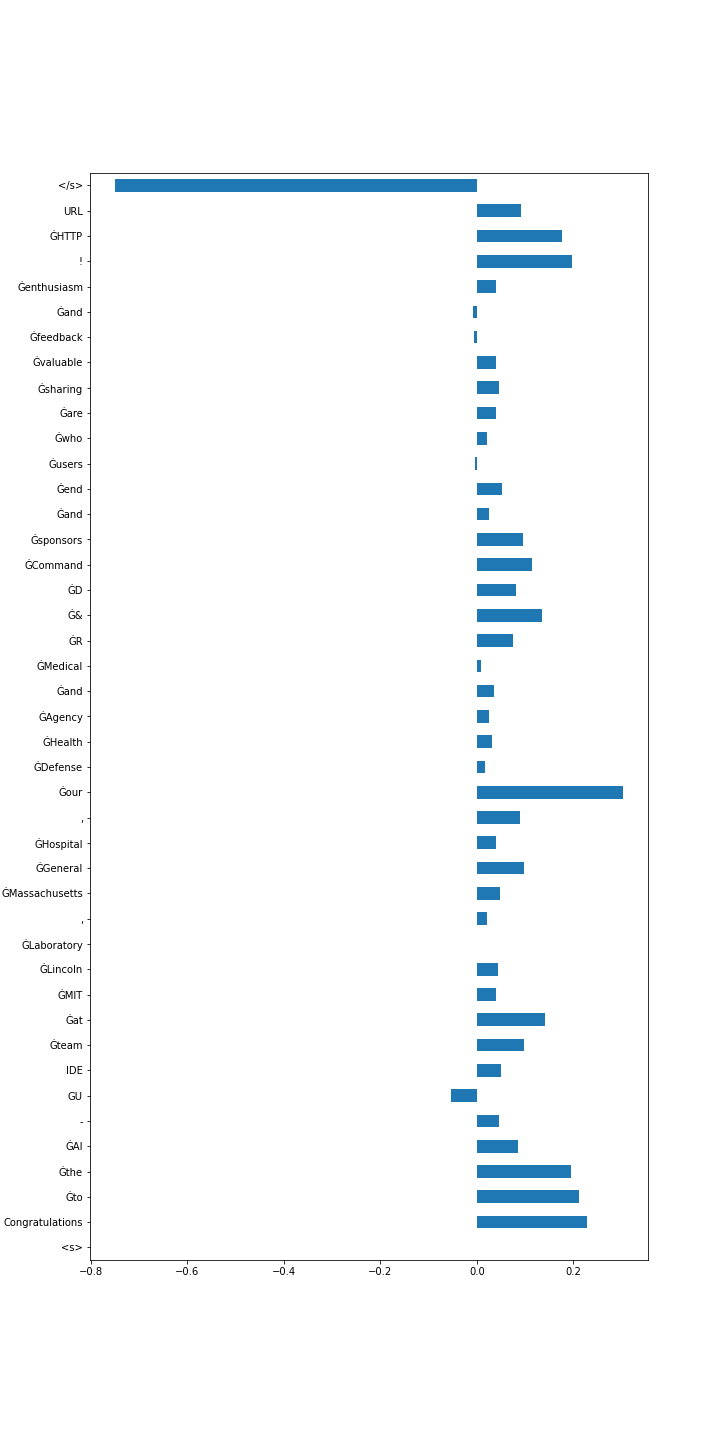 </s>
URL
ĠHTTP
!
Ġenthusiasm
Ġand
Ġfeedback
Ġvaluable
Ġsharing
Ġare
Ġwho
Ġusers
Ġend
Ġand
Ġsponsors
ĠCommand
ĠD
Ġ&
ĠR
ĠMedical
Ġand
ĠAgency
ĠHealth
ĠDefense
Ġour
,
ĠHospital
ĠGeneral
ĠMassachusetts
,
ĠLaboratory
ĠLincoln
ĠMIT
Ġat
Ġteam
IDE
GU
-
ĠAI
Ġthe
Ġto
Congratulations
<s>
−0.8 −0.6 −0.4 −0.2 0.0 0.2